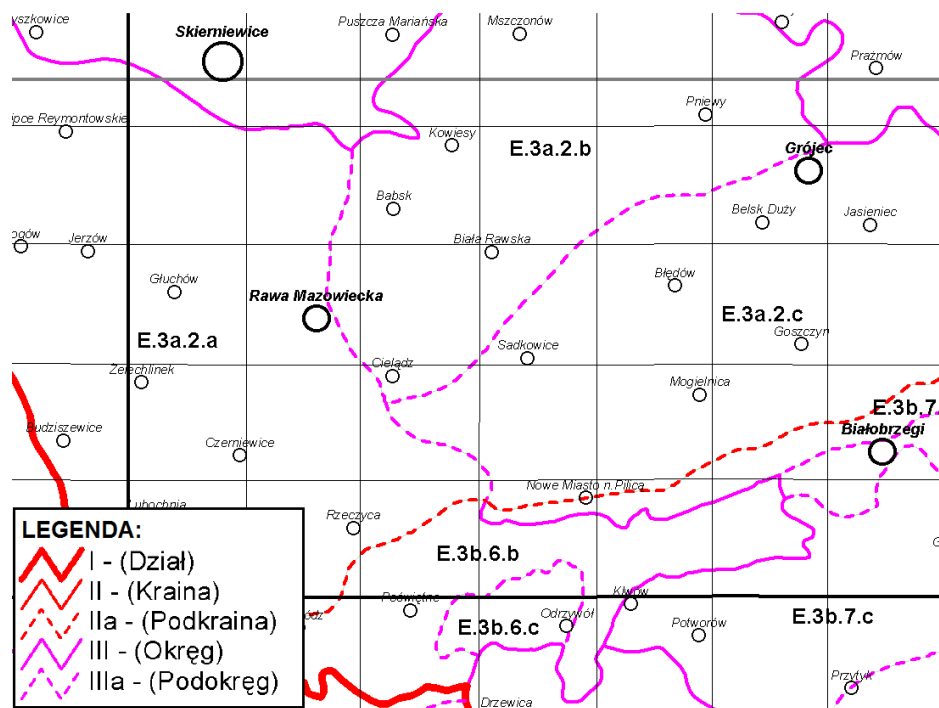 yszkowice
Skierniewice
Puszcza Mariańska
Mszczonów
Prażmów
Pniewy
ipce Reymontowskie
Kowiesy
E.3a.2.b
Grójec
Babsk
Belsk Duży
Jasieniec
ogów
Jerzów
Biała Rawska
Głuchów
Błędów
Rawa Mazowiecka
E.3a.2.c
Goszczyn
E.3a.2.a
Sadkowice
Cielądz
Żelechlinek
Mogielnica
E.3b.7
Budziszewice
Białobrzegi
Czerniewice
Nowe Miasto n.Pilica
Lubochnia
Rzeczyca
LEGENDA:
I - (Dział)
II - (Kraina)
IIa - (Podkraina)
III - (Okręg)
IIIa - (Podokręg)
E.3b.6.b
Poświętne
Klwów
Odrzywół
E.3b.6.c
E.3b.7.c
Potworów
Przytyk
Drzewica